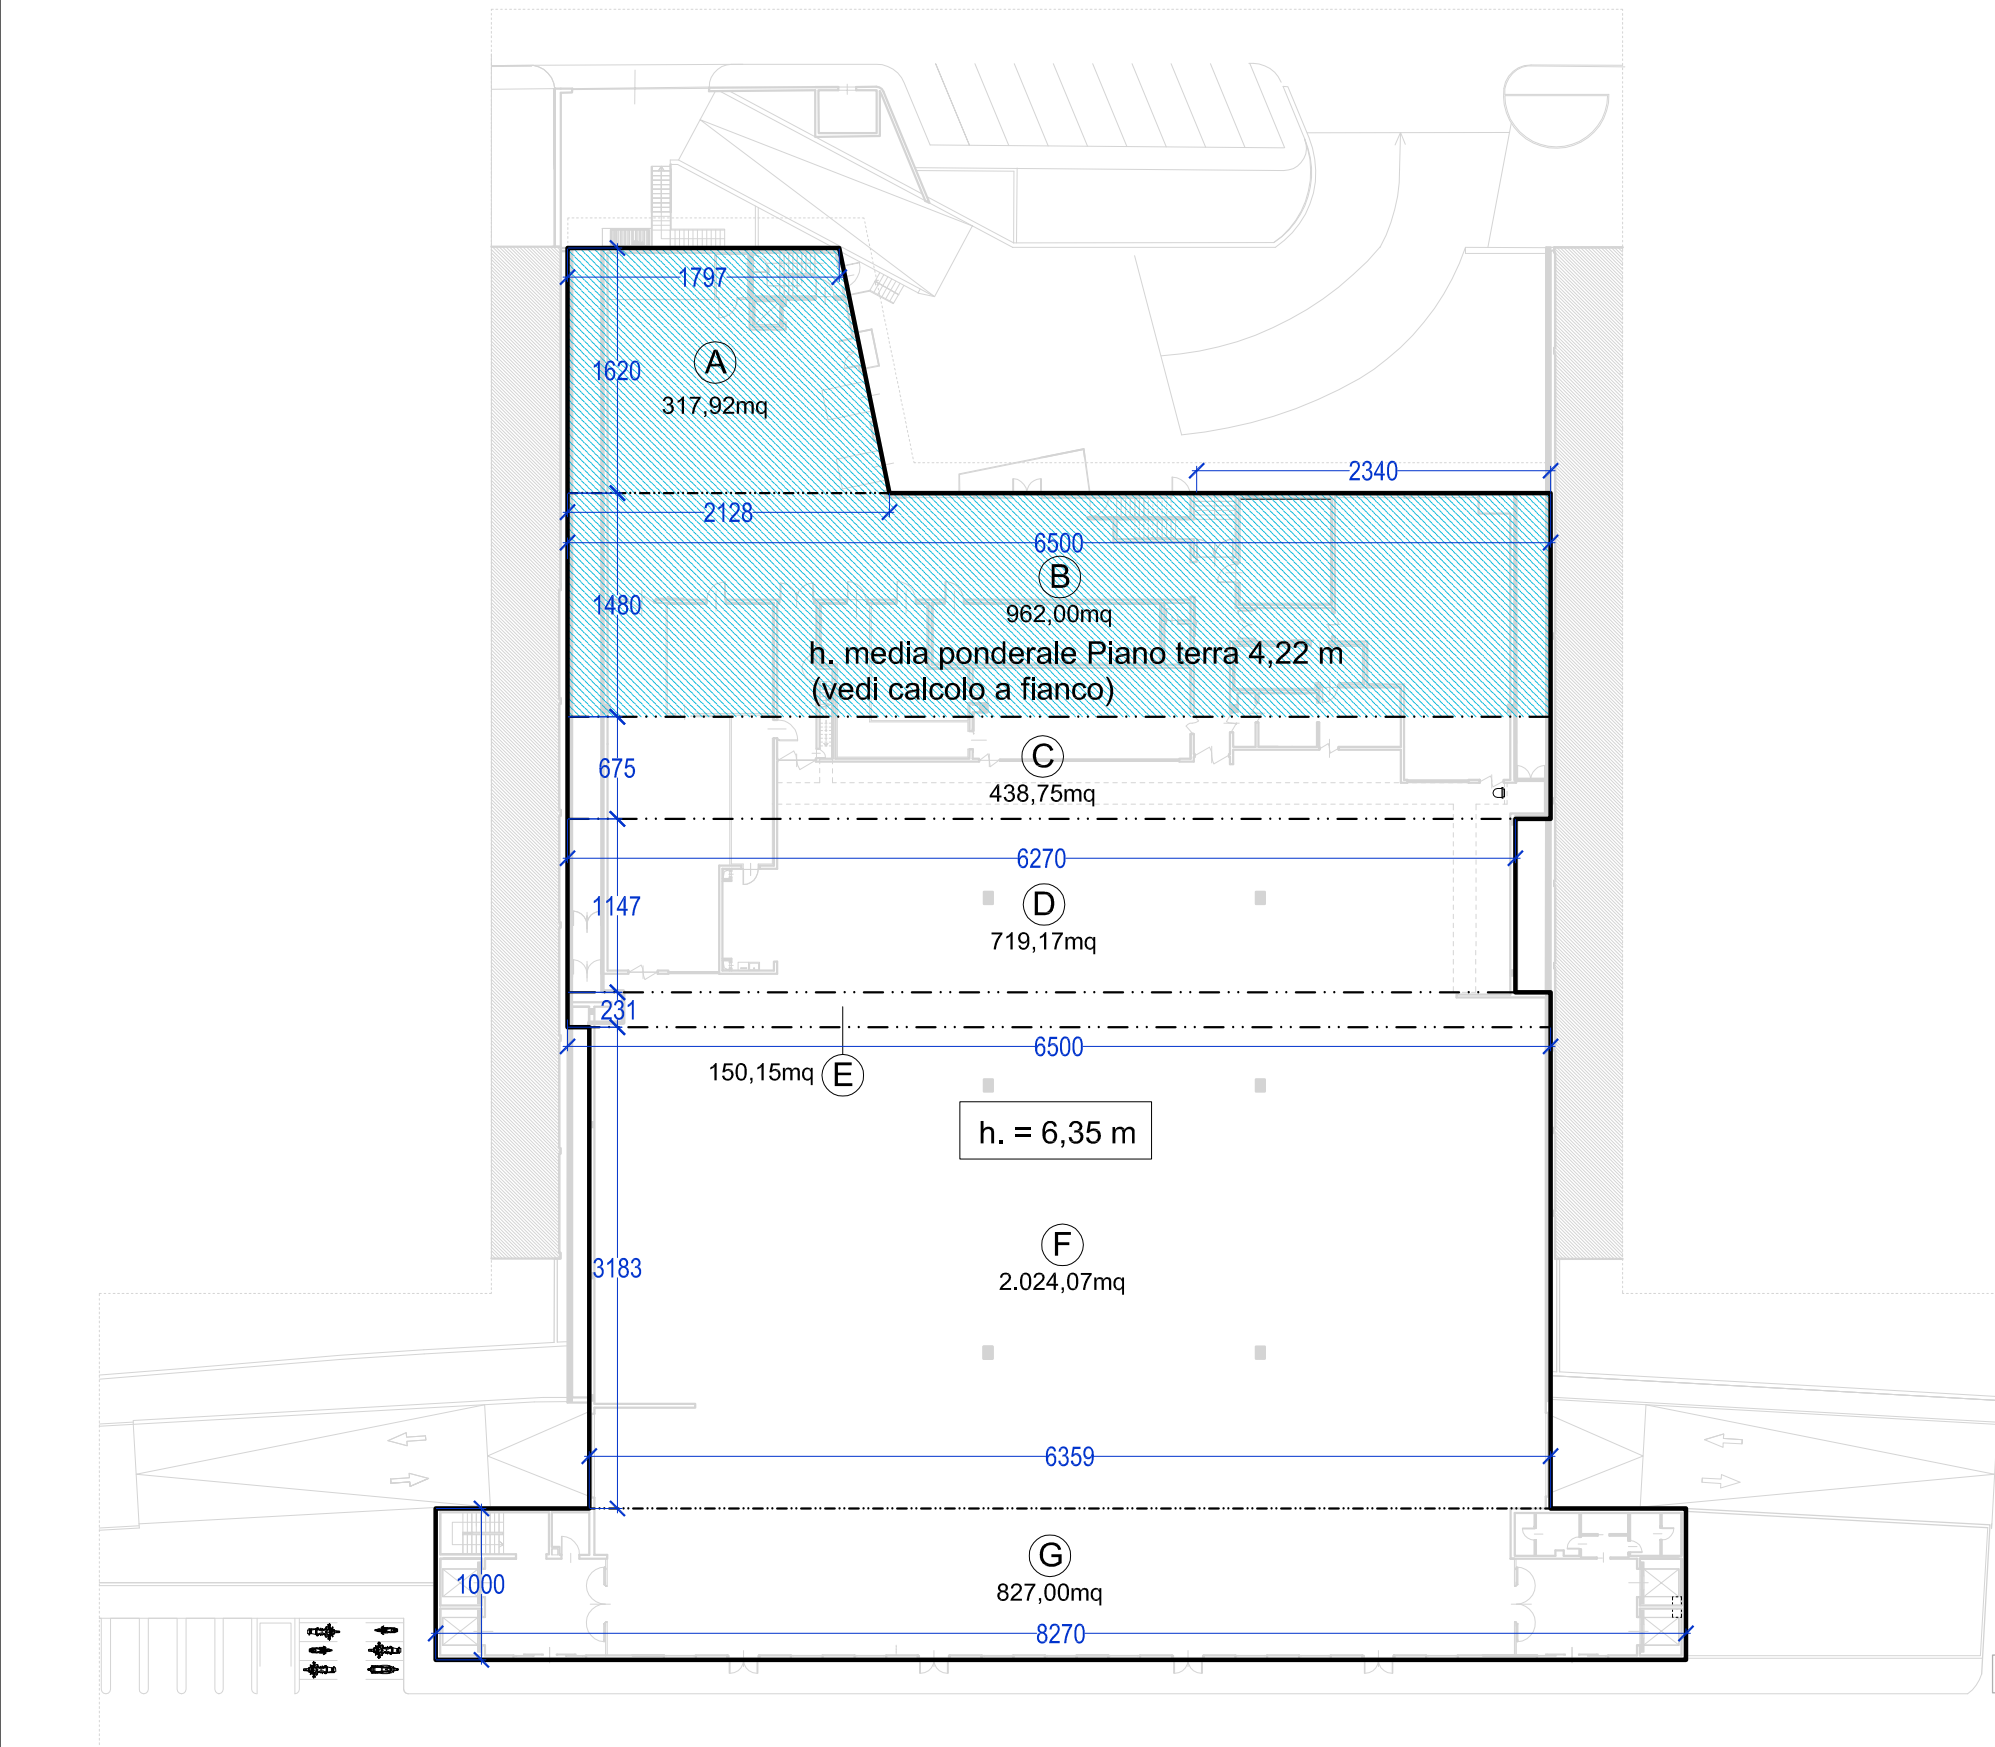 1797
1620
A
317,92mq
2340
2128
6500
B
1480
962,00mq
h. media ponderale Piano terra 4,22 m
(vedi calcolo a fianco)
C
675
438,75mq
6270
D
1147
719,17mq
231
6500
150,15mq E
h. = 6,35 m
F
3183
2.024,07mq
6359
G
1000
827,00mq
8270